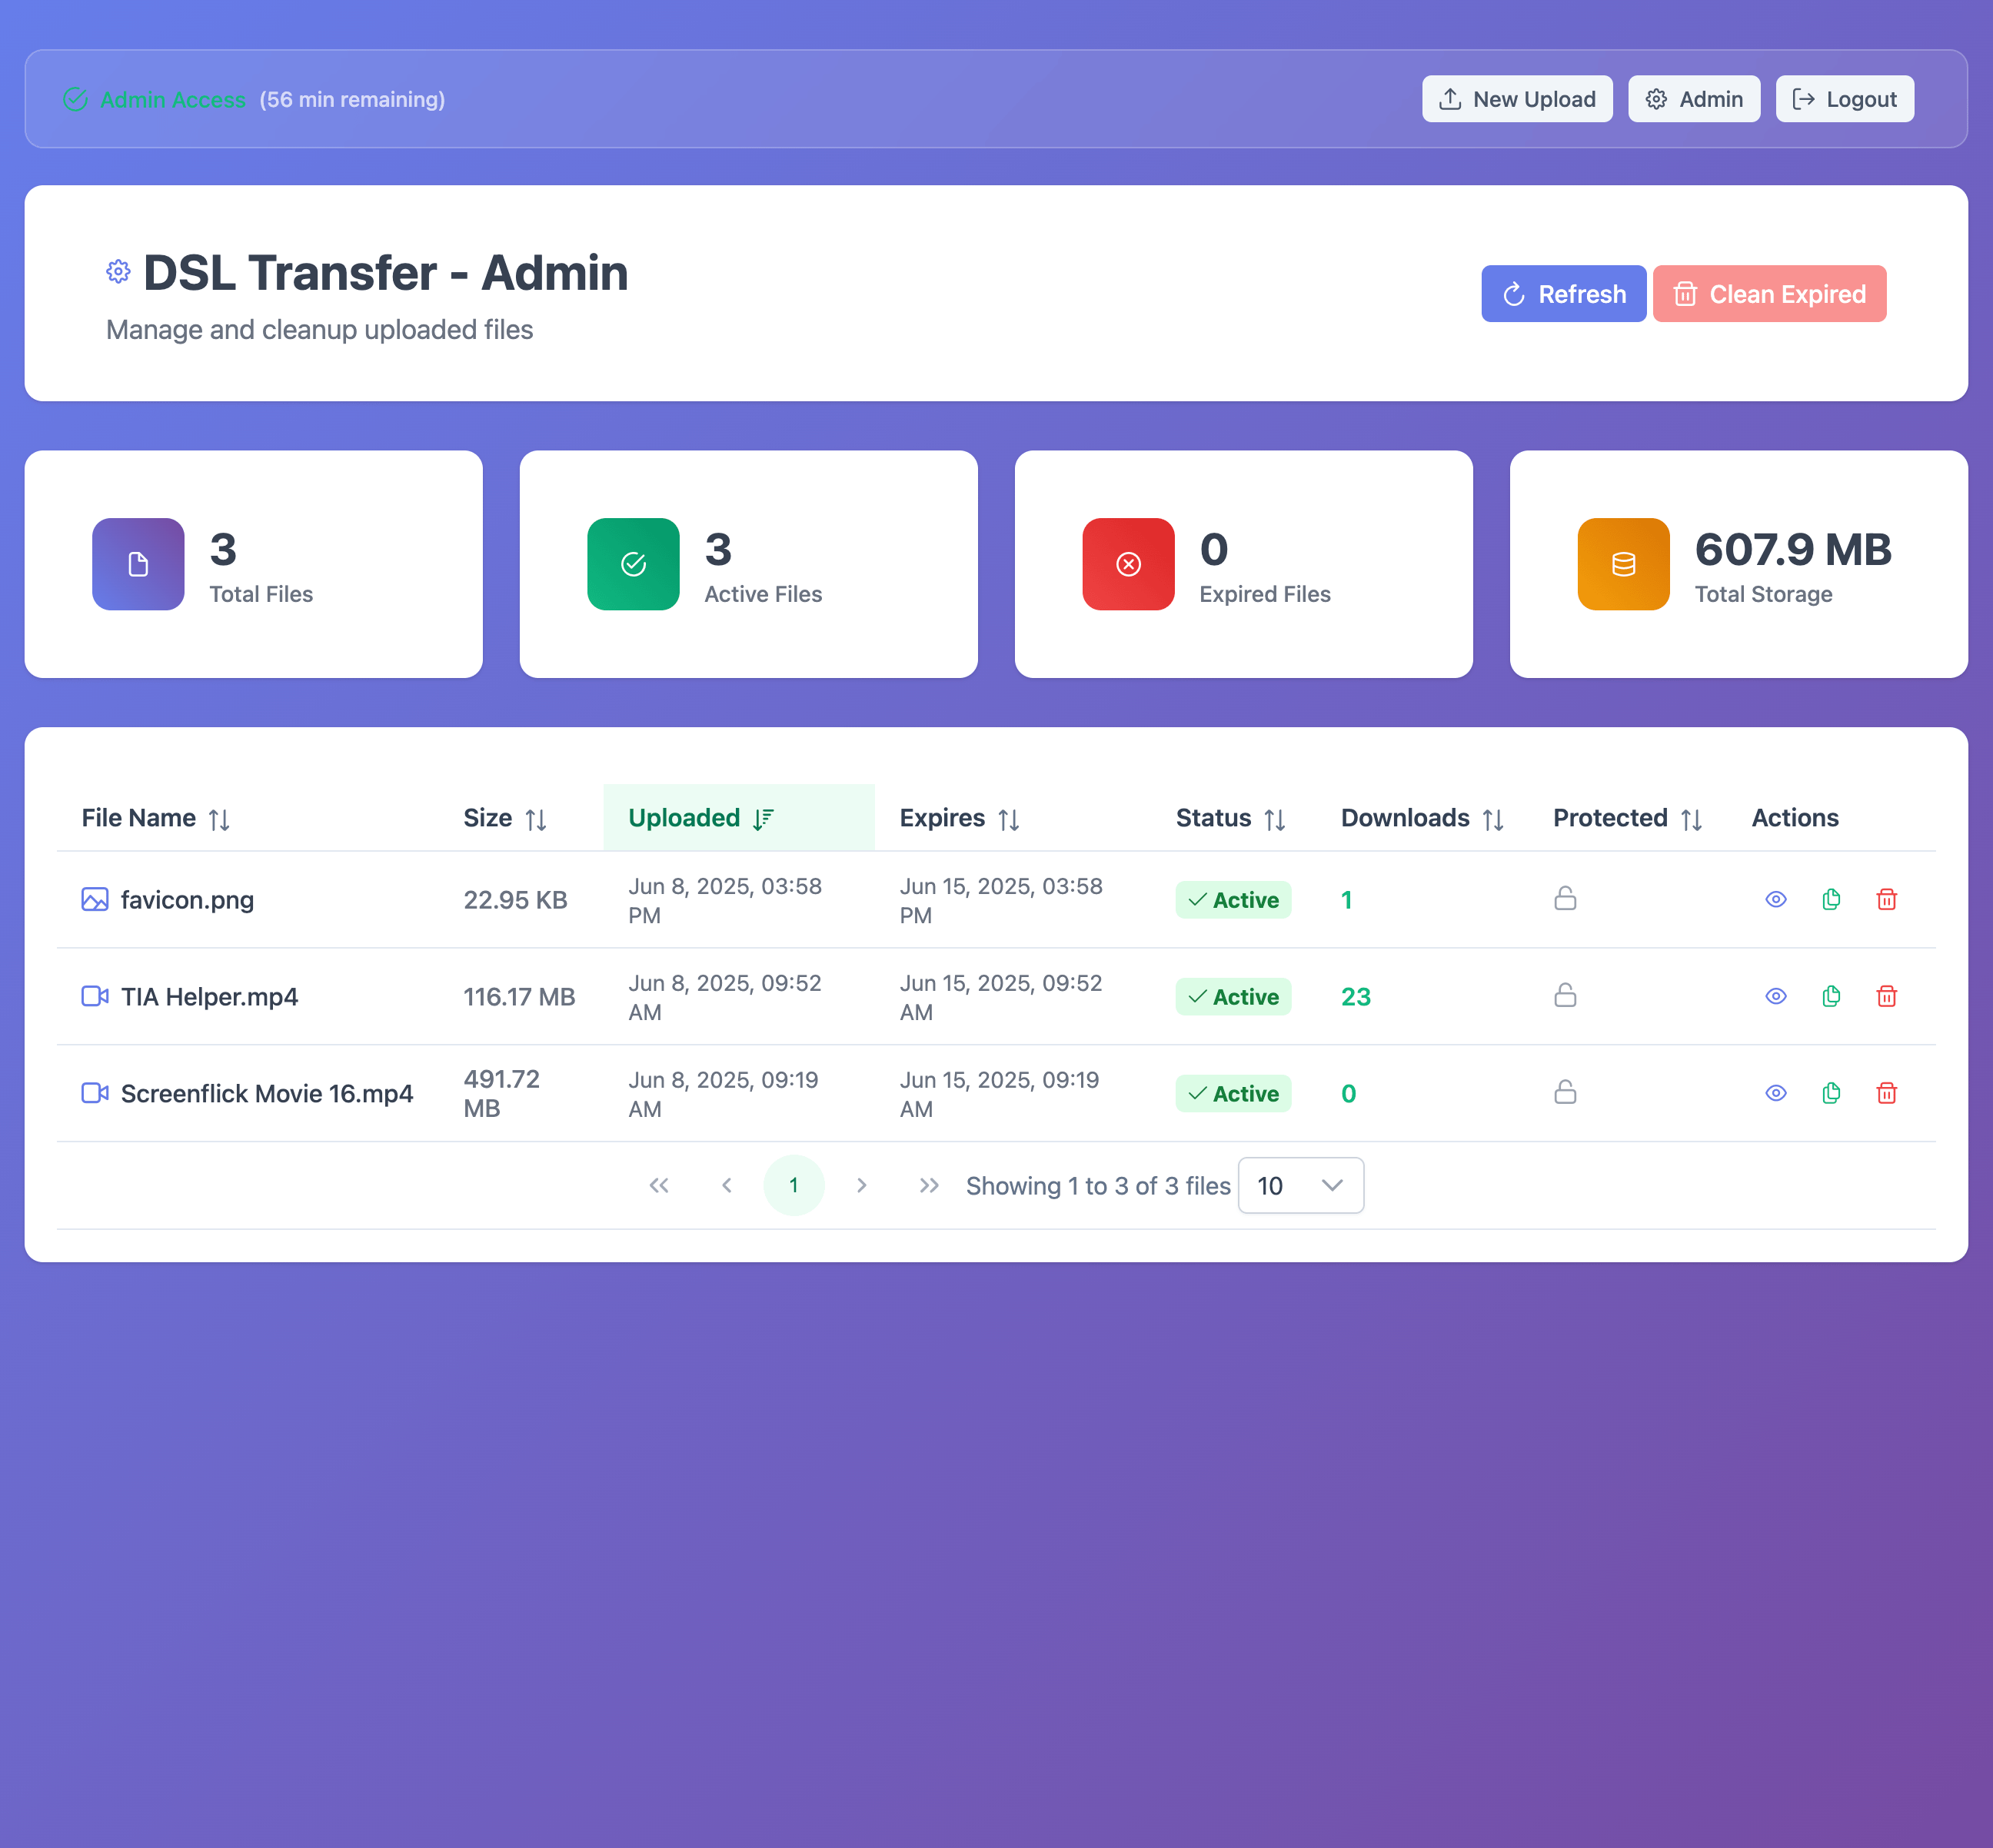 Admin Access (56 min remaining)
New Upload
Admin
Logout
DSL Transfer - Admin
Manage and cleanup uploaded files
Refresh
Clean Expired
3
Total Files
3
Active Files
0
Expired Files
607.9 MB
Total Storage
File Name Size Uploaded Expires Status Downloads Protected Actions
favicon.png 22.95 KB Jun 8, 2025, 03:58 PM Jun 15, 2025, 03:58 PM Active 1
TIA Helper.mp4 116.17 MB Jun 8, 2025, 09:52 AM Jun 15, 2025, 09:52 AM Active 23
Screenflick Movie 16.mp4 491.72 MB Jun 8, 2025, 09:19 AM Jun 15, 2025, 09:19 AM Active 0
1 Showing 1 to 3 of 3 files 10